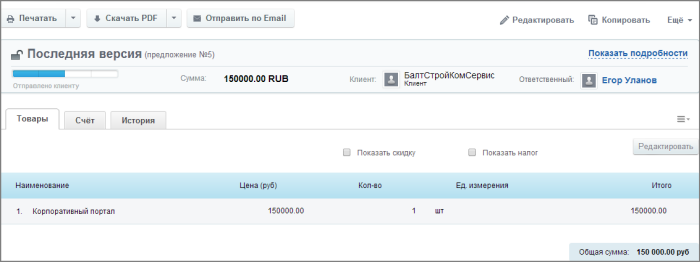 Печатать Скачать PDF Отправить по Email Редактировать Копировать Ещё
Последняя версия (предложение №5) Показать подробности
Отправлено клиенту Сумма: 150000.00 RUB Клиент: БалтСтройКомСервис Ответственный: Егор Уланов
Клиент
Товары Счёт История
Показать скидку Показать налог Редактировать
Наименование Цена (руб) Кол-во Ед. измерения Итого
1. Корпоративный портал 150000.00 1 шт 150000.00
Общая сумма: 150 000.00 руб